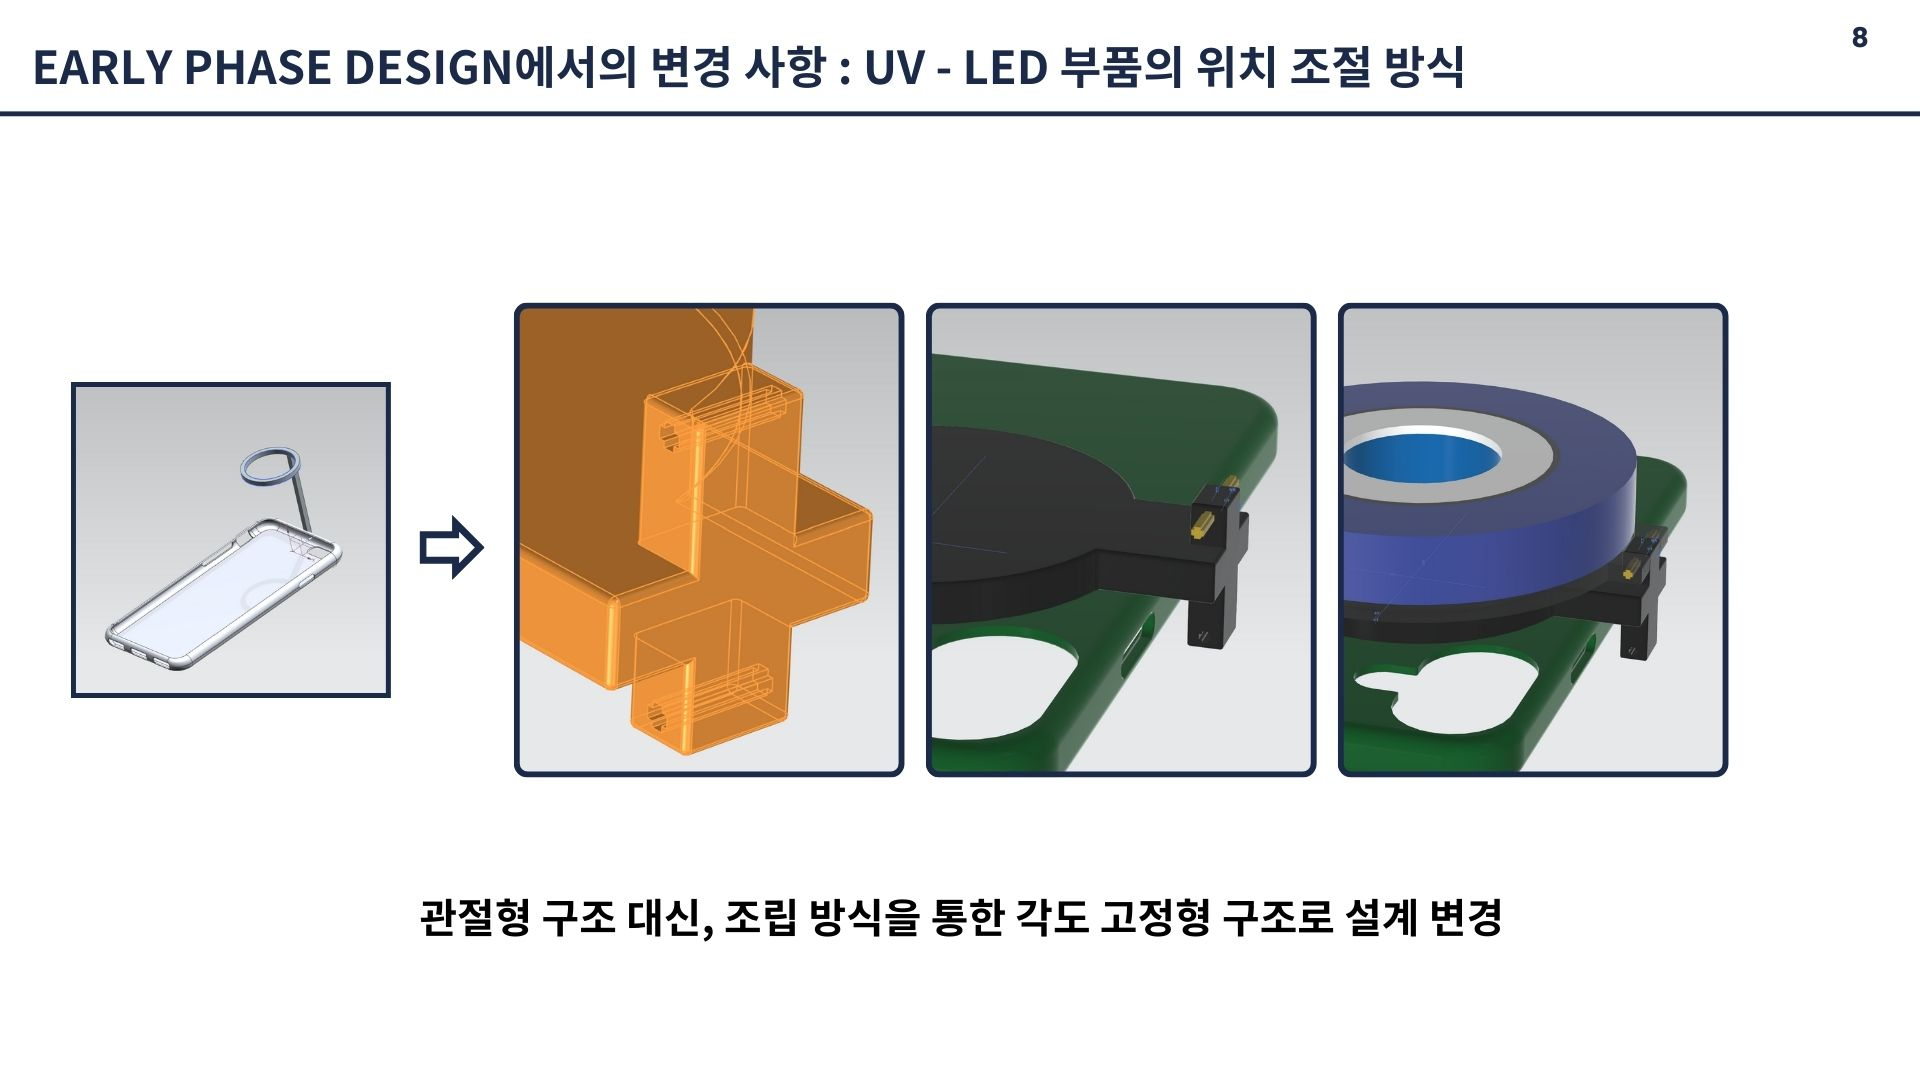 EARLY PHASE DESIGN에서의 변경 사항 : UV - LED 부품의 위치 조절 방식
8
관절형 구조 대신, 조립 방식을 통한 각도 고정형 구조로 설계 변경